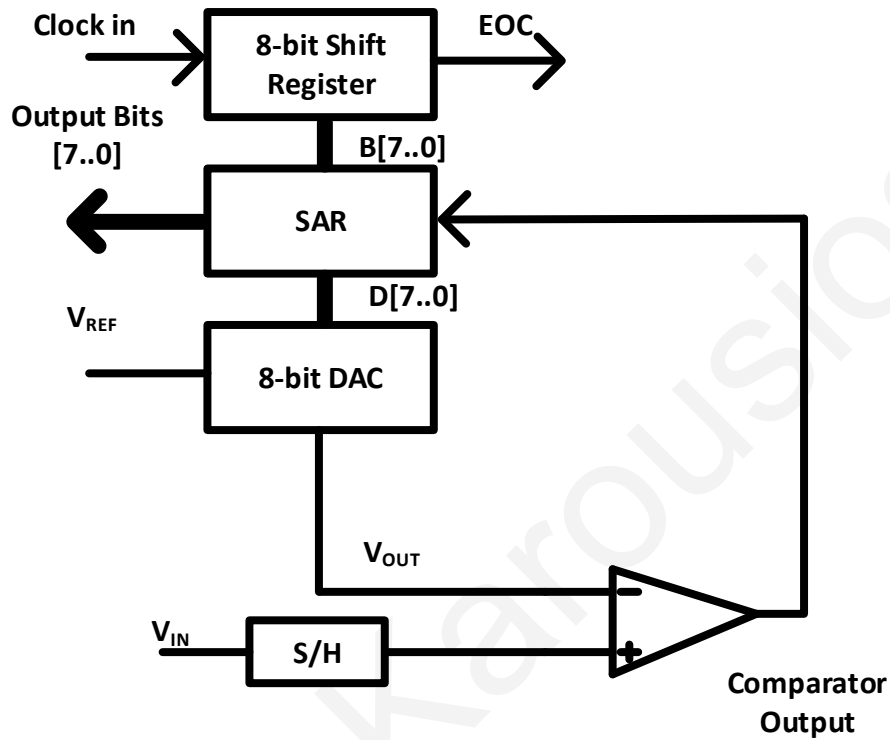 Clock in
8-bit Shift
Register
EOC
Output Bits
[7..0]
B[7..0]
SAR
D[7..0]
VREF
8-bit DAC
VOUT
VIN
S/H
−
+
Comparator
Output
Karousio